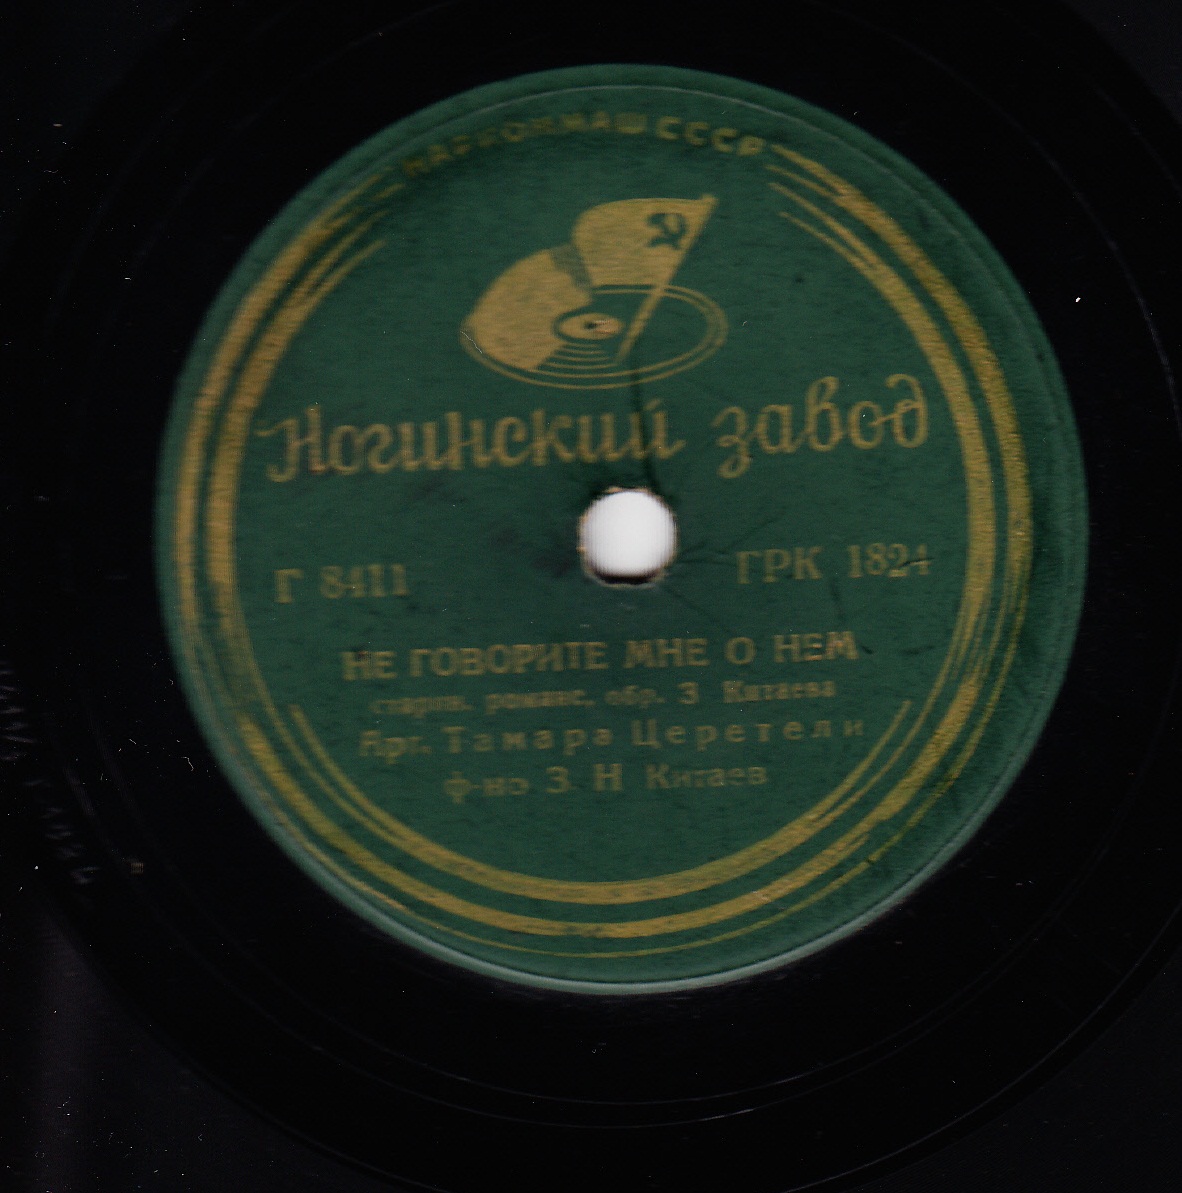 НАРКОММАШ СССР
Ногинский завод
Г 8411
ГРК 1824
НЕ ГОВОРИТЕ МНЕ О НЕМ
старин. романс, обр. З Китаева
Арт. Тамара Церетели
ф-но З. Н Китаев